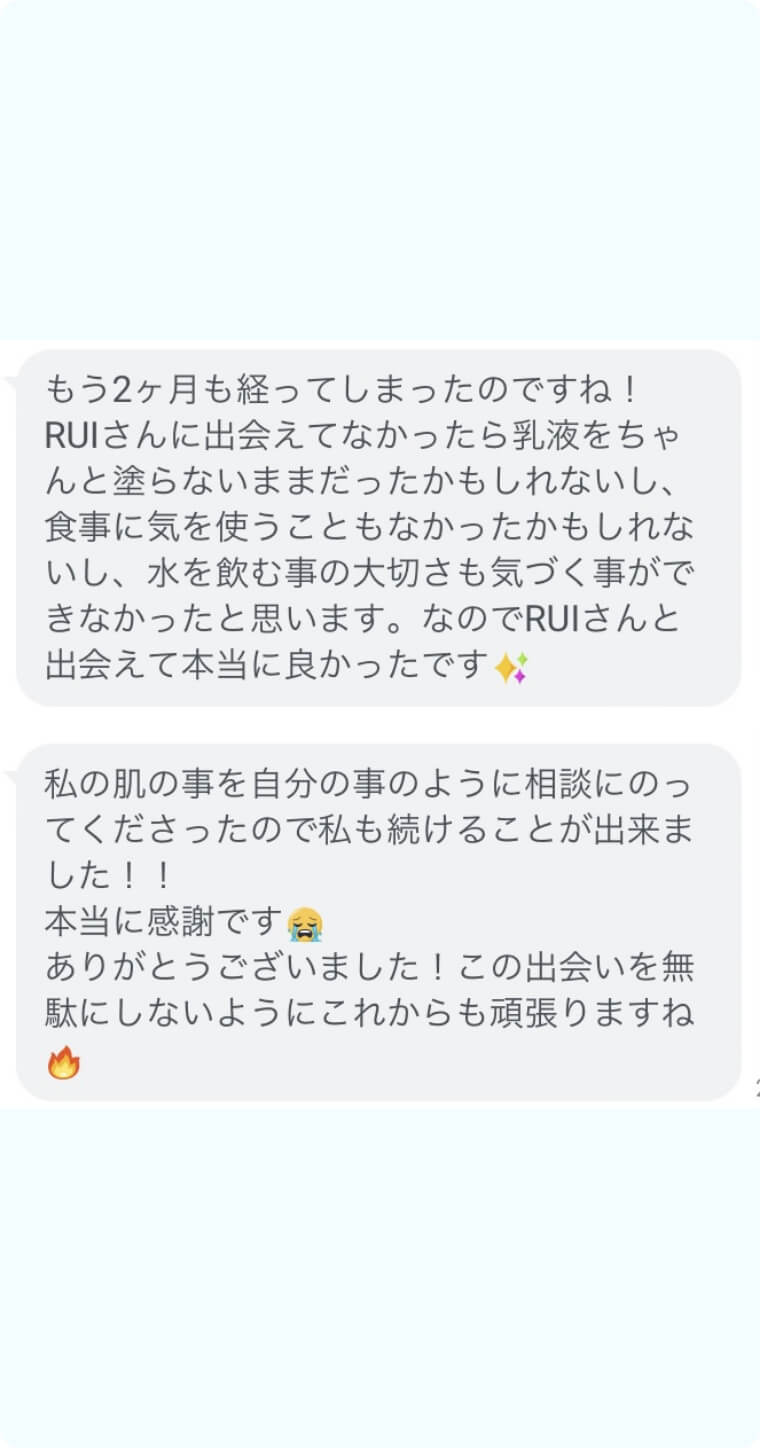 もう2ヶ月も経ってしまったのですね！
RUIさんに出会えてなかったら乳液をちゃ
んと塗らないままだったかもしれないし、
食事に気を使うこともなかったかもしれな
いし、水を飲む事の大切さも気づく事がで
きなかったと思います。なのでRUIさんと
出会えて本当に良かったです✨
私の肌の事を自分の事のように相談にのっ
てくださったので私も続けることが出来ま
した！！
本当に感謝です😭
ありがとうございました！この出会いを無
駄にしないようにこれからも頑張りますね
🔥